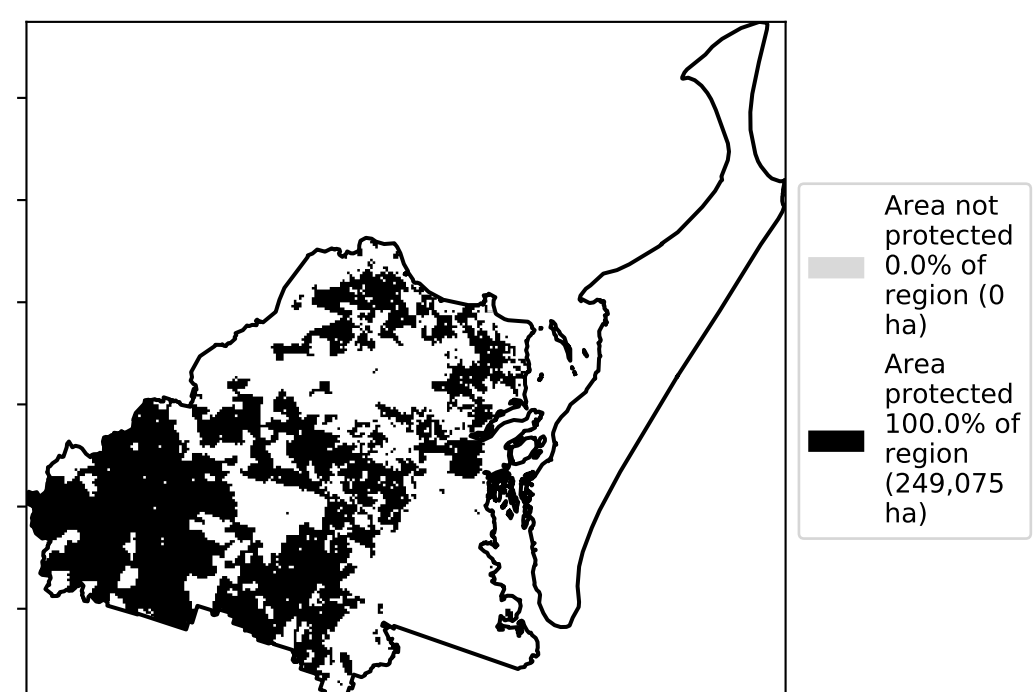 Area not
protected
0.0% of
region (0
ha)
Area
protected
100.0% of
region
(249,075
ha)